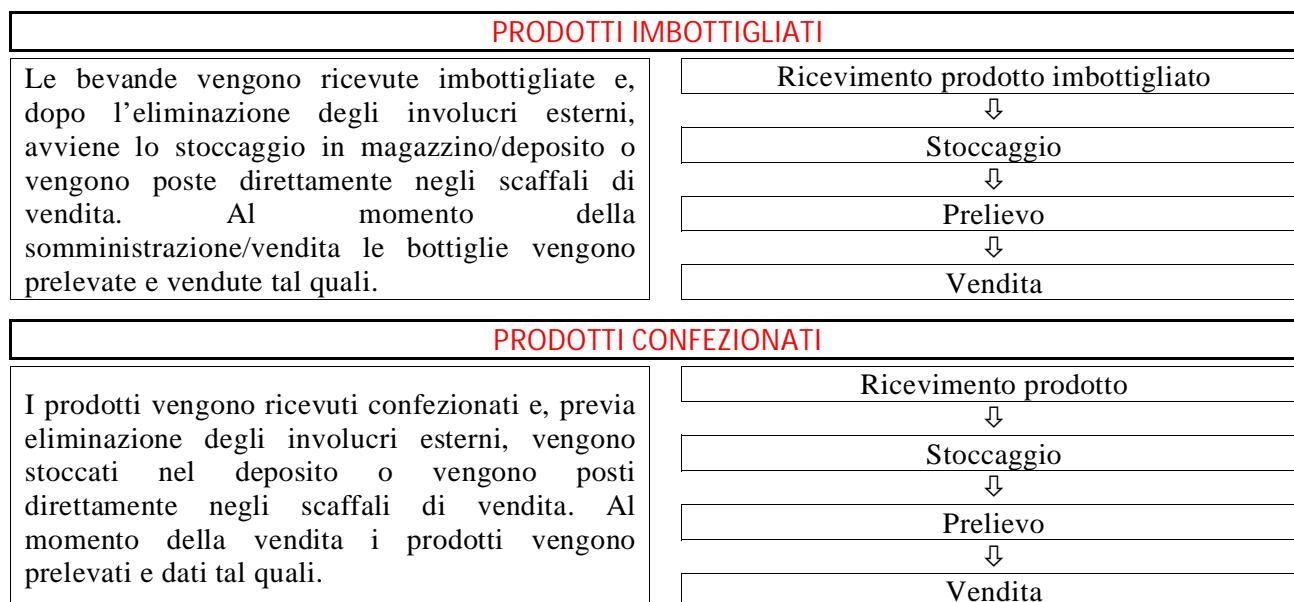 PRODOTTI IMBOTTIGLIATI
Le bevande vengono ricevute imbottigliate e,
dopo l'eliminazione degli involucri esterni,
avviene lo stoccaggio in magazzino/deposito o
vengono poste direttamente negli scaffali di
vendita. Al momento della
somministrazione/vendita le bottiglie vengono
prelevate e vendute tal quali.
Ricevimento prodotto imbottigliato
⇩
Stoccaggio
⇩
Prelievo
⇩
Vendita
PRODOTTI CONFEZIONATI
I prodotti vengono ricevuti confezionati e, previa
eliminazione degli involucri esterni, vengono
stoccati nel deposito o vengono posti
direttamente negli scaffali di vendita. Al
momento della vendita i prodotti vengono
prelevati e dati tal quali.
Ricevimento prodotto
⇩
Stoccaggio
⇩
Prelievo
⇩
Vendita